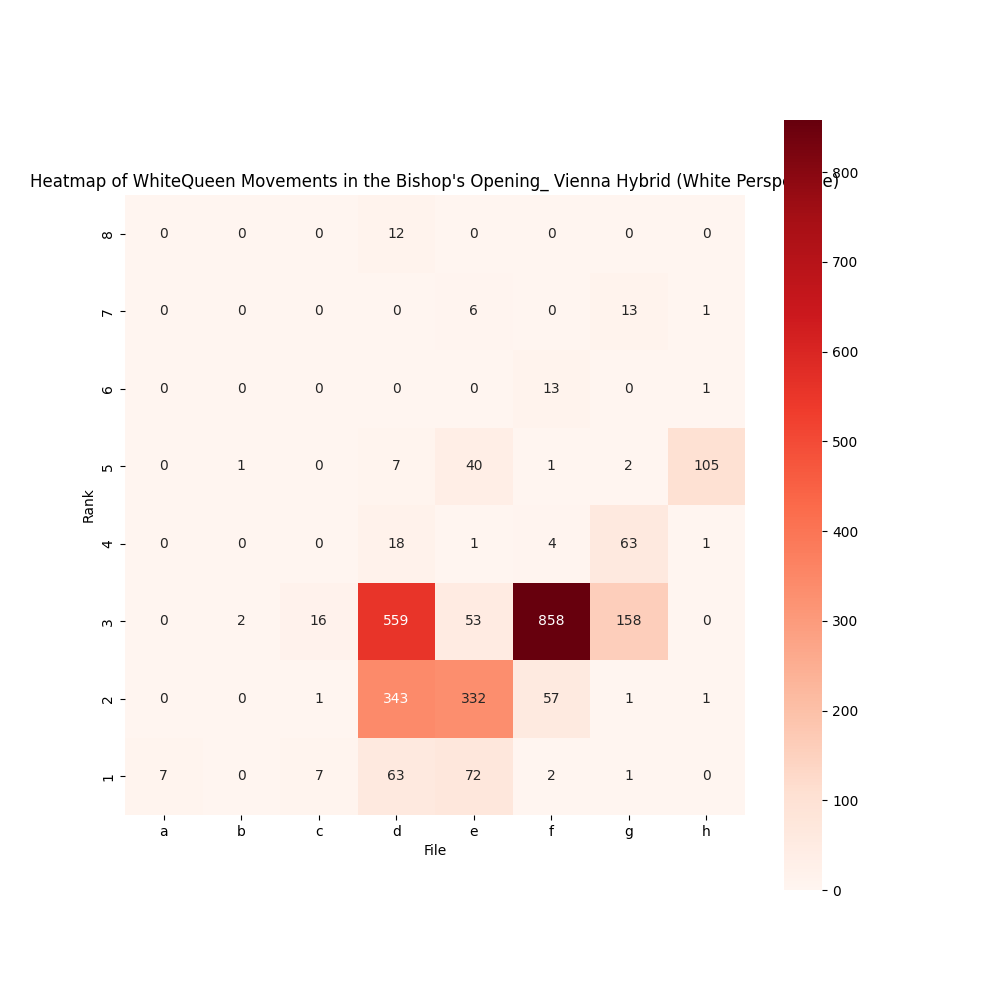 Heatmap of WhiteQueen Movements in the Bishop's Opening_ Vienna Hybrid (White Perspective)
8 0 0 0 12 0 0 0 0
7 0 0 0 0 6 0 13 1
6 0 0 0 0 0 13 0 1
5 0 1 0 7 40 1 2 105
Rank
4 0 0 0 18 1 4 63 1
3 0 2 16 559 53 858 158 0
2 0 0 1 343 332 57 1 1
1 7 0 7 63 72 2 1 0
a b c d e f g h
File
800
700
600
500
400
300
200
100
0